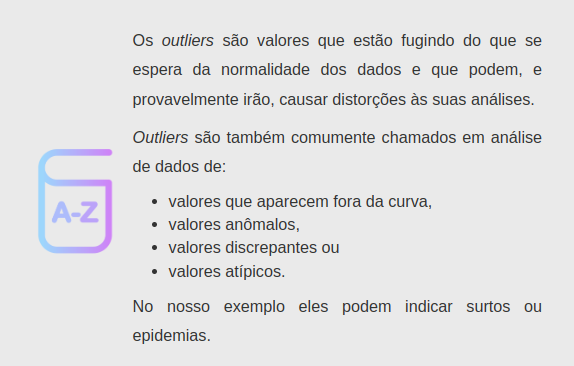 Os outliers são valores que estão fugindo do que se
espera da normalidade dos dados e que podem, e
provavelmente irão, causar distorções às suas análises.
Outliers são também comumente chamados em análise
de dados de:
• valores que aparecem fora da curva,
• valores anômalos,
• valores discrepantes ou
• valores atípicos.
A-Z
No nosso exemplo eles podem indicar surtos ou
epidemias.